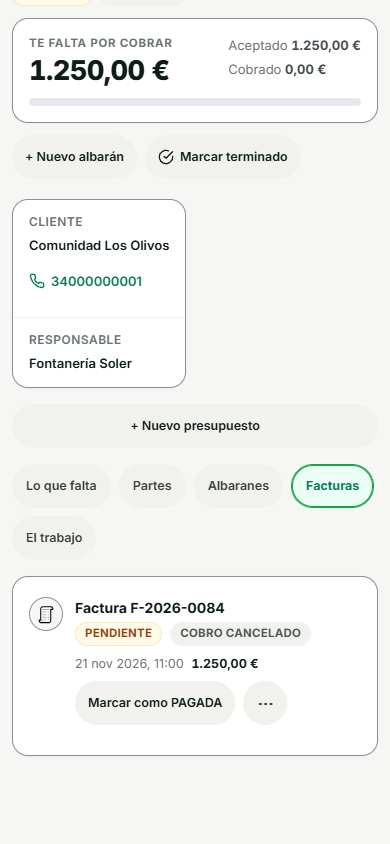 TE FALTA POR COBRAR
1.250,00 €
Aceptado 1.250,00 €
Cobrado 0,00 €
+ Nuevo albarán
Marcar terminado
CLIENTE
Comunidad Los Olivos
34000000001
RESPONSABLE
Fontanería Soler
+ Nuevo presupuesto
Lo que falta
Partes
Albaranes
Facturas
El trabajo
Factura F-2026-0084
PENDIENTE
COBRO CANCELADO
21 nov 2026, 11:00 1.250,00 €
Marcar como PAGADA
...